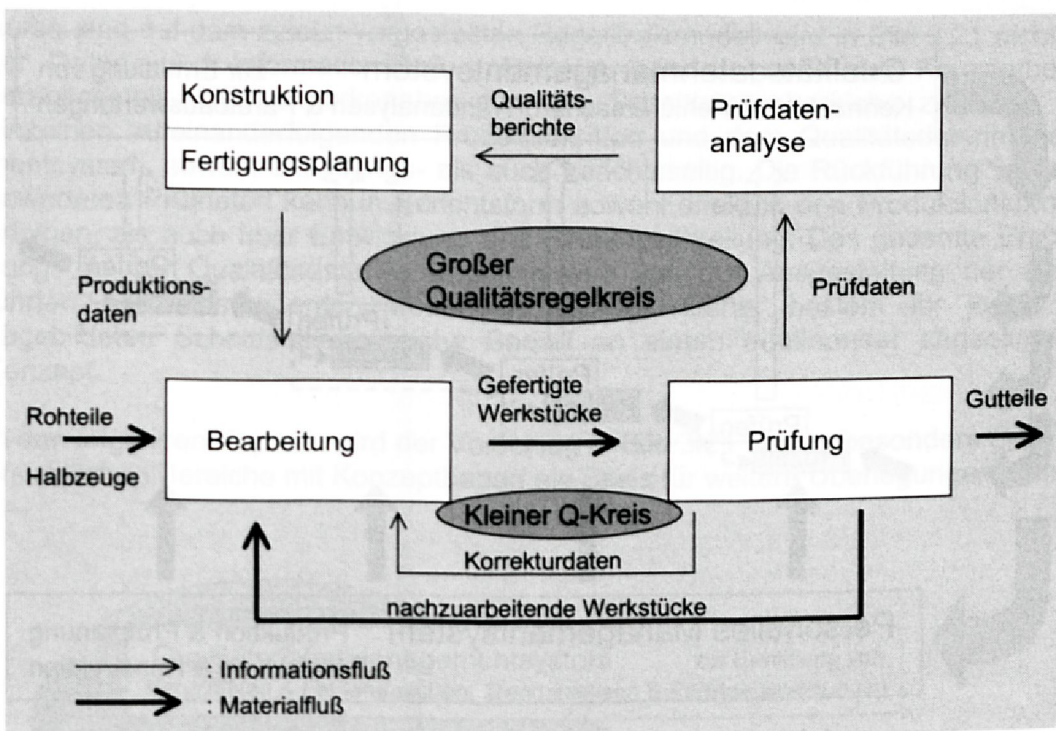 Konstruktion
Fertigungsplanung
Qualitäts-
berichte
Prüfdaten-
analyse
Großer
Qualitätsregelkreis
Produktions-
daten
Prüfdaten
Rohteile
Halbzeuge
Bearbeitung
Gefertigte
Werkstücke
Prüfung
Gutteile
Kleiner Q-Kreis
Korrekturdaten
nachzuarbeitende Werkstücke
: Informationsfluß
: Materialfluß